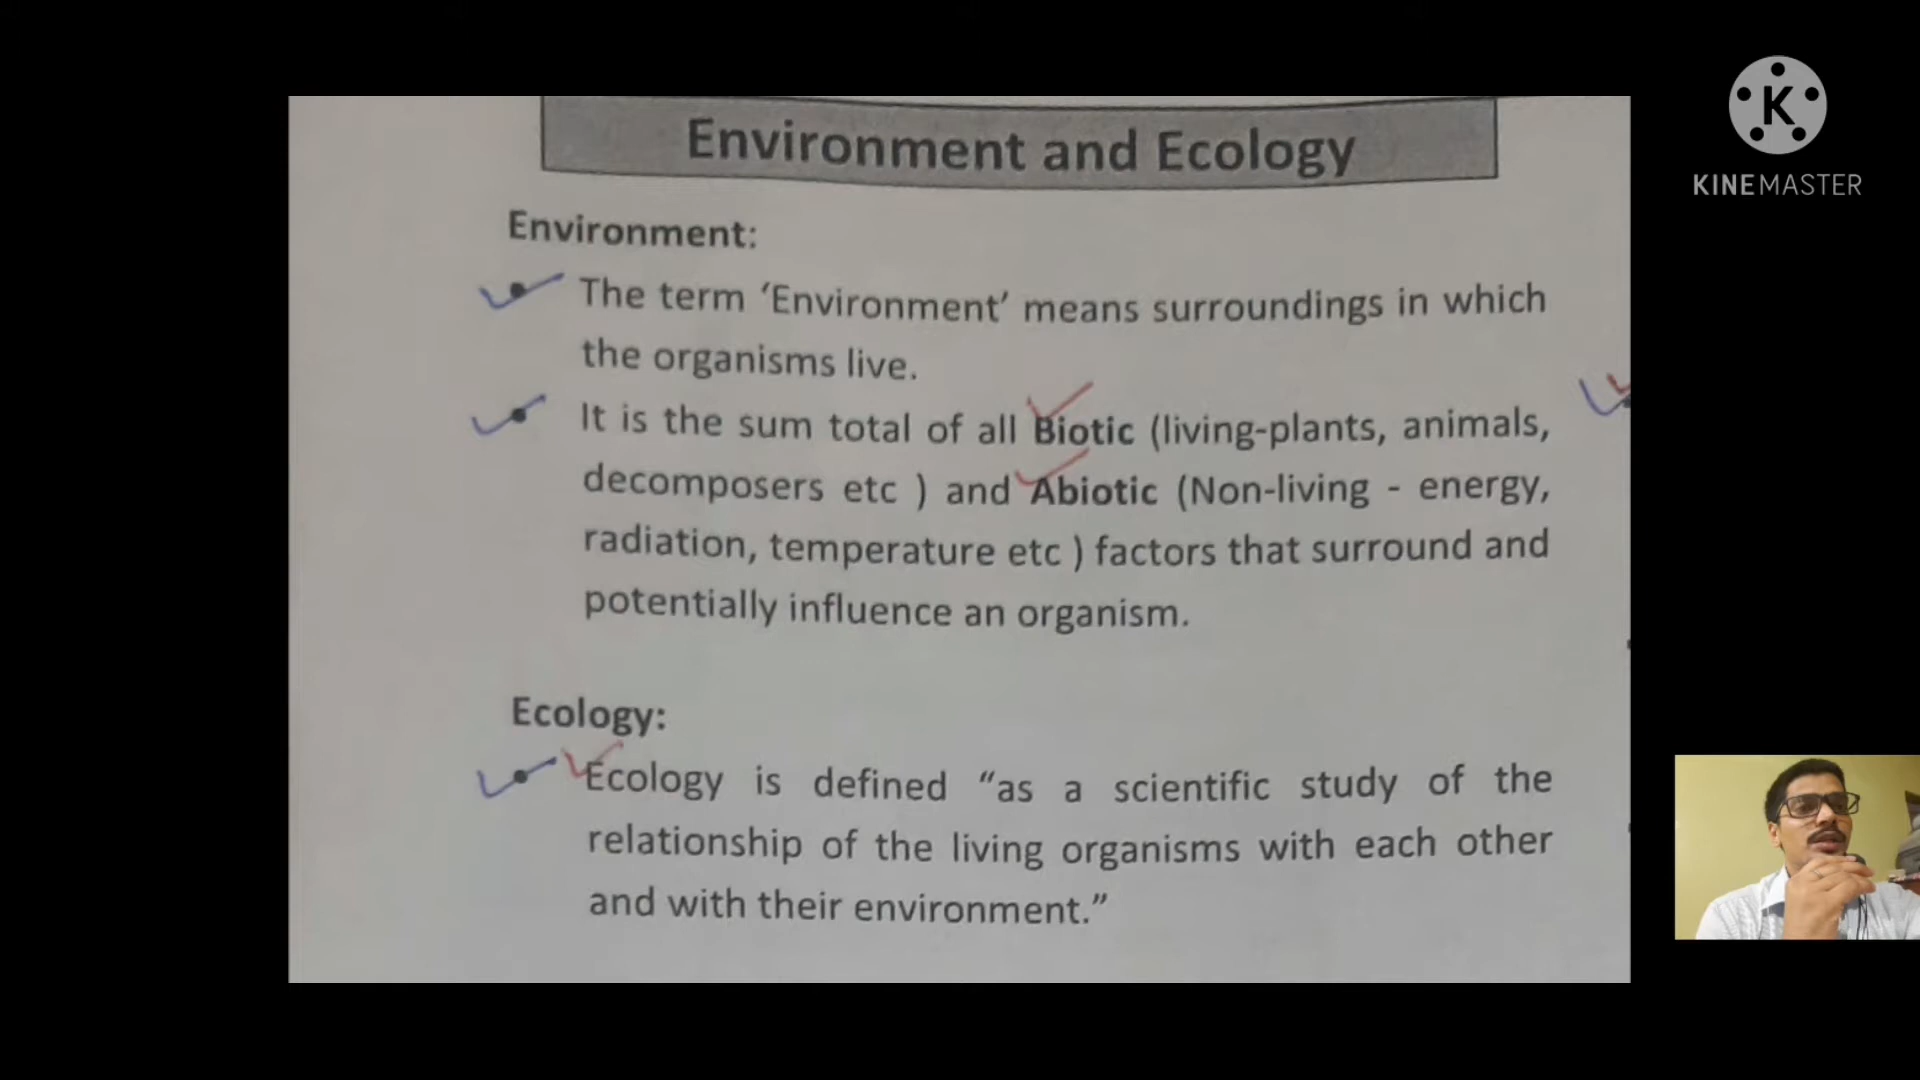 Environment and Ecology
Environment:
• The term ‘Environment’ means surroundings in which
the organisms live.
• It is the sum total of all Biotic (living-plants, animals,
decomposers etc ) and Abiotic (Non-living - energy,
radiation, temperature etc ) factors that surround and
potentially influence an organism.
Ecology:
• Ecology is defined “as a scientific study of the
relationship of the living organisms with each other
and with their environment.”
K
KINEMASTER